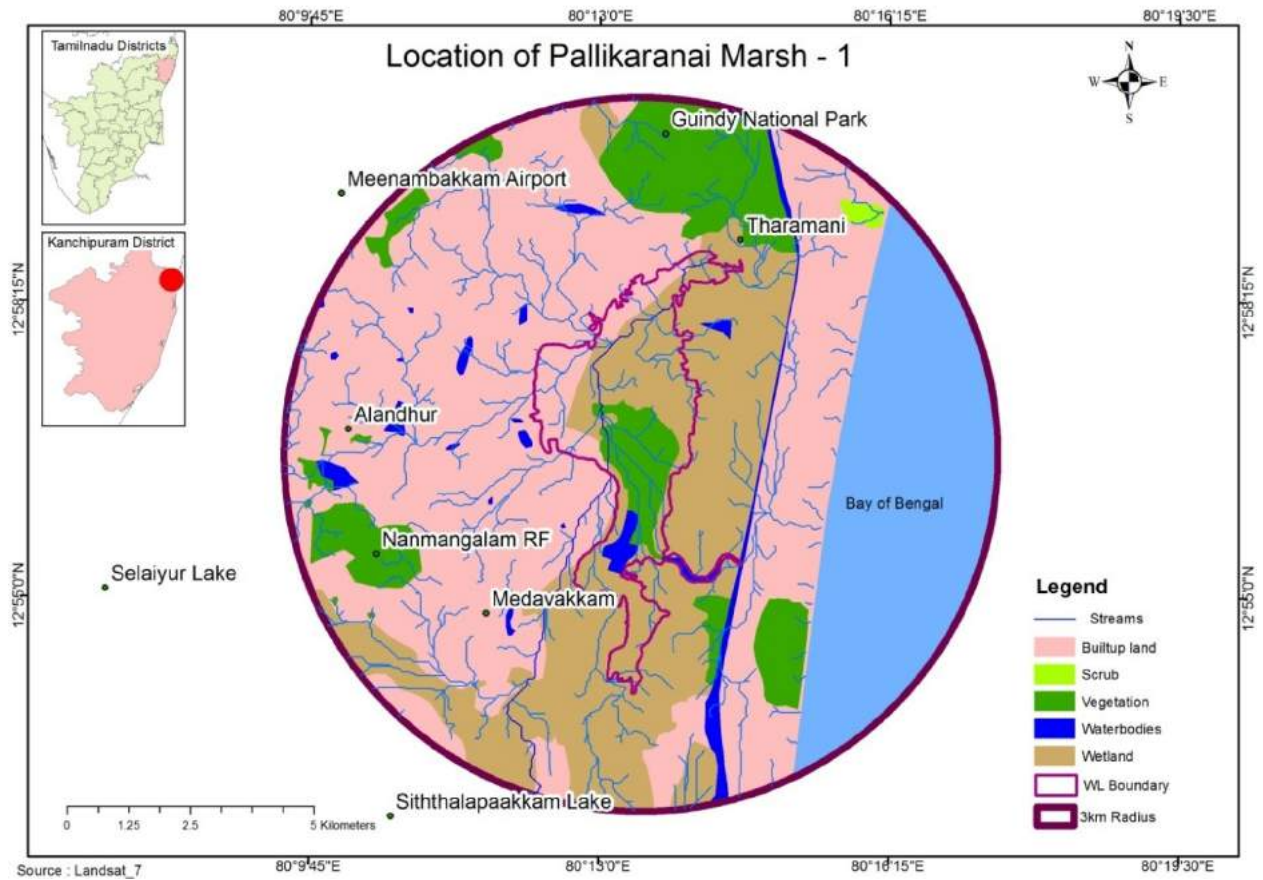 80°9'45"E 80°13'0"E 80°16'15"E 80°19'30"E
Tamilnadu Districts
Location of Pallikaranai Marsh - 1
N
W E
S
Guindy National Park
Meenambakkam Airport
Kanchipuram District
Tharamani
12°58'15"N 12°58'15"N
Alandhur
Bay of Bengal
Nanmangalam RF
Selaiyur Lake
12°55'0"N 12°55'0"N
Medavakkam
Legend
Streams
Builtup land
Scrub
Vegetation
Waterbodies
Wetland
WL Boundary
3km Radius
Siththalapaakkam Lake
0 1.25 2.5 5 Kilometers
80°9'45"E 80°13'0"E 80°16'15"E 80°19'30"E
Source : Landsat_7